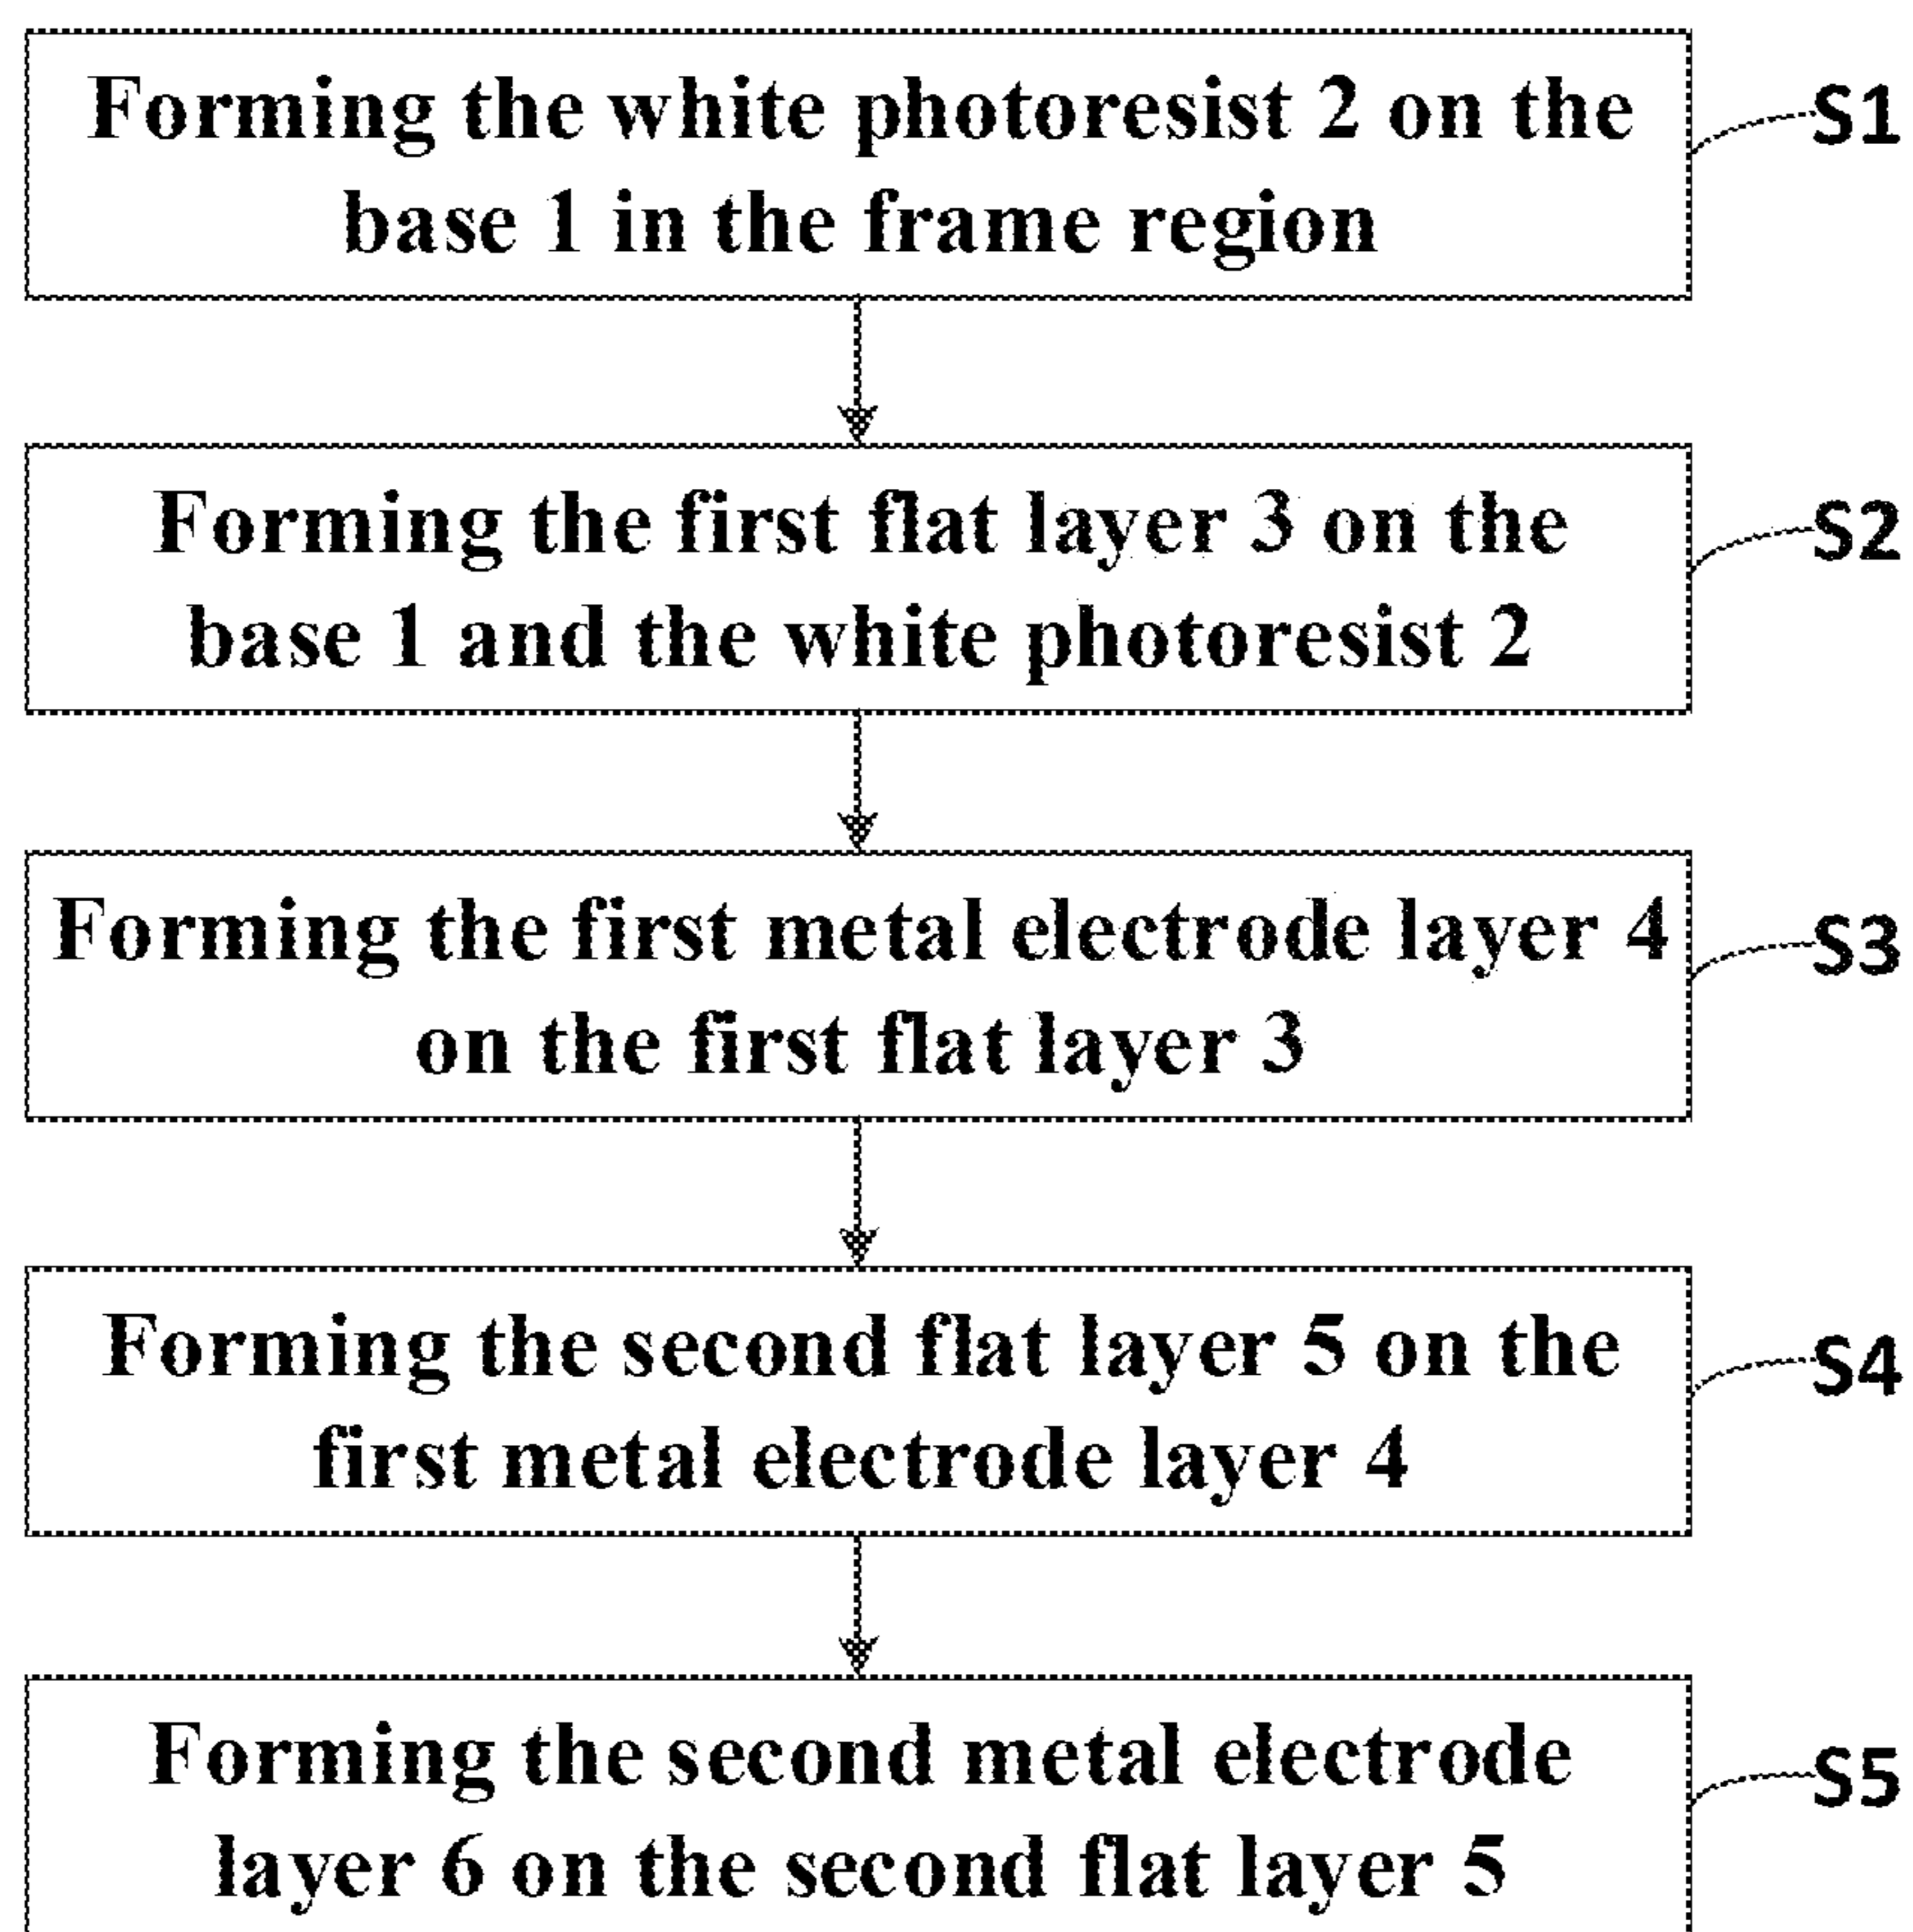 Forming the white photoresist 2 on the
base 1 in the frame region
S1
Forming the first flat layer 3 on the
base 1 and the white photoresist 2
S2
Forming the first metal electrode layer 4
on the first flat layer 3
S3
Forming the second flat layer 5 on the
first metal electrode layer 4
S4
Forming the second metal electrode
layer 6 on the second flat layer 5
S5